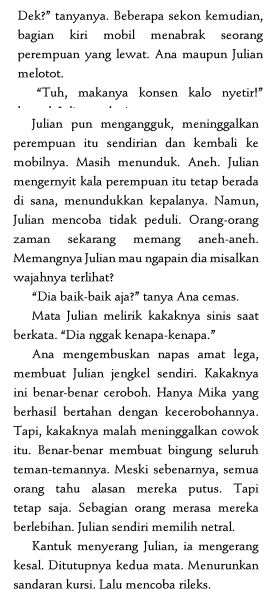 Dek?” tanyanya. Beberapa sekon kemudian,
bagian kiri mobil menabrak seorang
perempuan yang lewat. Ana maupun Julian
melotot.
“Tuh, makanya konsen kalo nyetir!”
Julian pun mengangguk, meninggalkan
perempuan itu sendirian dan kembali ke
mobilnya. Masih menunduk. Aneh. Julian
mengernyit kala perempuan itu tetap berada
di sana, menundukkan kepalanya. Namun,
Julian mencoba tidak peduli. Orang-orang
zaman sekarang memang aneh-aneh.
Memangnya Julian mau ngapain dia misalkan
wajahnya terlihat?
“Dia baik-baik aja?” tanya Ana cemas.
Mata Julian melirik kakaknya sinis saat
berkata. “Dia nggak kenapa-kenapa.”
Ana mengembuskan napas amat lega,
membuat Julian jengkel sendiri. Kakaknya
ini benar-benar ceroboh. Hanya Mika yang
berhasil bertahan dengan kecerobohannya.
Tapi, kakaknya malah meninggalkan cowok
itu. Benar-benar membuat bingung seluruh
teman-temannya. Meski sebenarnya, semua
orang tahu alasan mereka putus. Tapi
tetap saja. Sebagian orang merasa mereka
berlebihan. Julian sendiri memilih netral.
Kantuk menyerang Julian, ia mengerang
kesal. Ditutupnya kedua mata. Menurunkan
sandaran kursi. Lalu mencoba rileks.